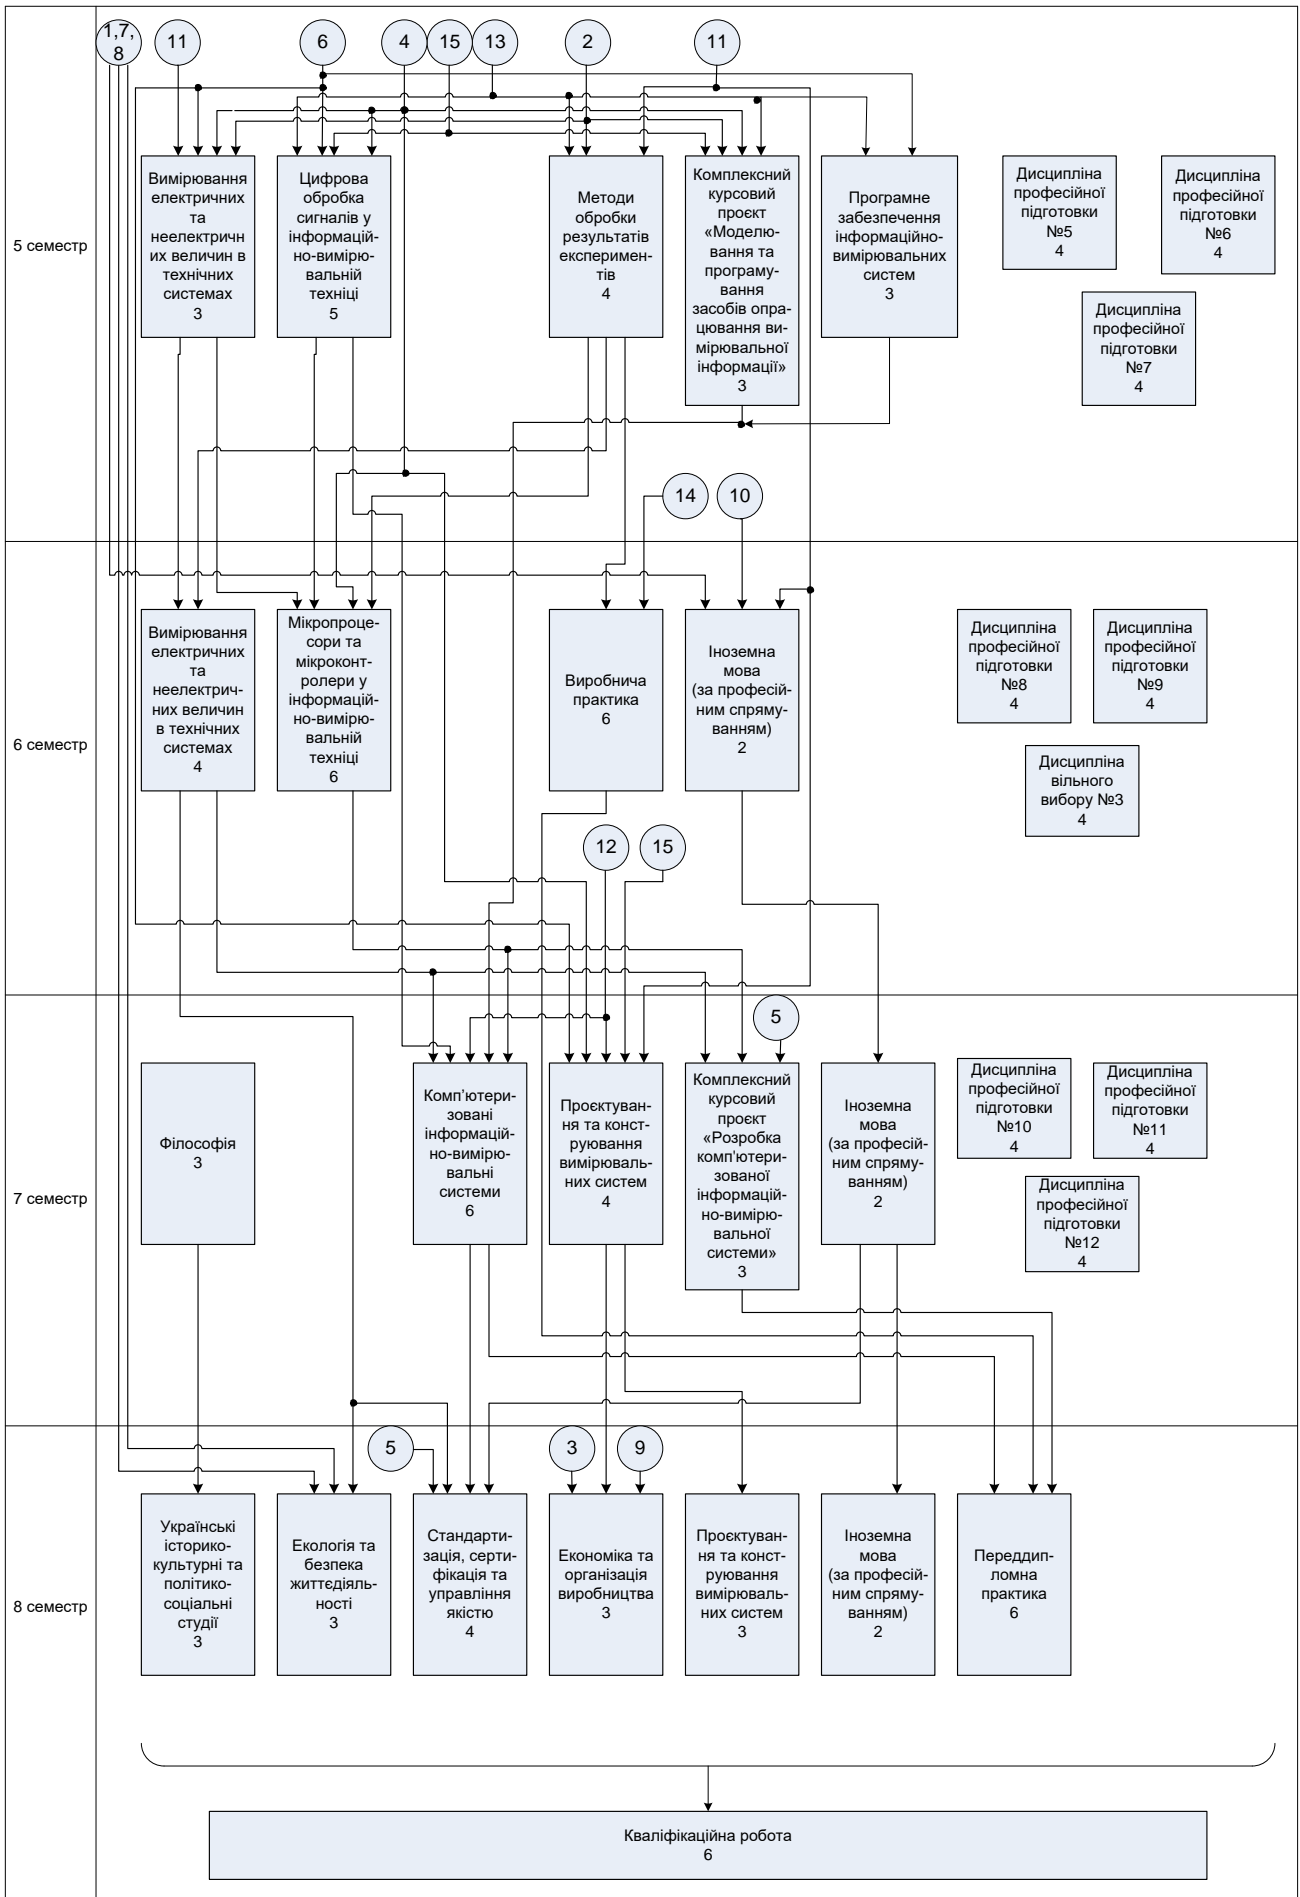 1,7,
8
11
6
4
15
13
2
11
5 семестр
Вимірювання
електричних
та
неелектричн
их величин в
технічних
системах
3
Цифрова
обробка
сигналів у
інформацій-
но-вимірю-
вальній
техніці
5
Методи
обробки
результатів
експеримен-
тів
4
Комплексний
курсовий
проєкт
«Моделю-
вання та
програму-
вання
засобів опра-
цювання ви-
мірювальної
інформації»
3
Програмне
забезпечення
інформаційно-
вимірювальних
систем
3
Дисципліна
професійної
підготовки
№5
4
Дисципліна
професійної
підготовки
№6
4
Дисципліна
професійної
підготовки
№7
4
14
10
6 семестр
Вимірювання
електричних
та
неелектрич-
них величин
в технічних
системах
4
Мікропроце-
сори та
мікроконт-
ролери у
інформацій-
но-вимірю-
вальній
техніці
6
Виробнича
практика
6
Іноземна
мова
(за професій-
ним спряму-
ванням)
2
Дисципліна
професійної
підготовки
№8
4
Дисципліна
професійної
підготовки
№9
4
Дисципліна
вільного
вибору №3
4
12
15
7 семестр
5
Філософія
3
Комп’ютери-
зовані
інформацій-
но-вимірю-
вальні
системи
6
Проєктуван-
ня та конст-
руювання
вимірюваль-
них систем
4
Комплексний
курсовий
проєкт
«Розробка
комп'ютери-
зованої
інформацій-
но-вимірю-
вальної
системи»
3
Іноземна
мова
(за професій-
ним спряму-
ванням)
2
Дисципліна
професійної
підготовки
№10
4
Дисципліна
професійної
підготовки
№11
4
Дисципліна
професійної
підготовки
№12
4
8 семестр
5
3
9
Українські
історико-
культурні та
політико-
соціальні
студії
3
Екологія та
безпека
життєдіяль-
ності
3
Стандарти-
зація, серти-
фікація та
управління
якістю
4
Економіка та
організація
виробництва
3
Проєктуван-
ня та конст-
руювання
вимірюваль-
них систем
3
Іноземна
мова
(за професій-
ним спряму-
ванням)
2
Переддип-
ломна
практика
6
Кваліфікаційна робота
6